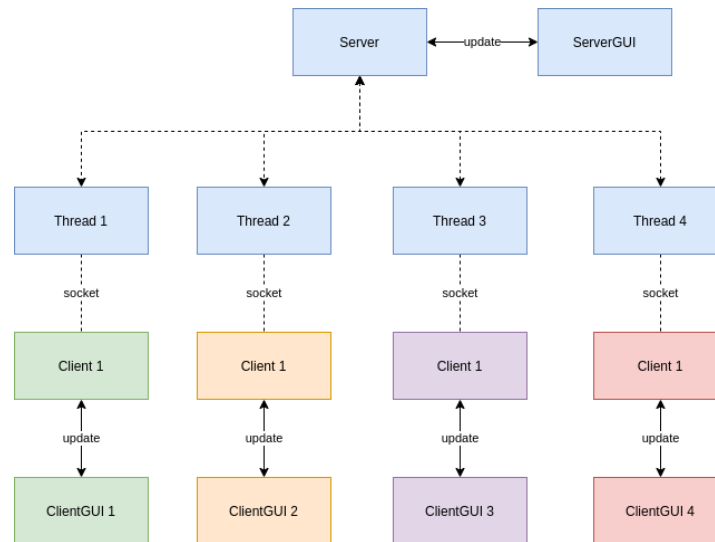 Server
update
ServerGUI
Thread 1
Thread 2
Thread 3
Thread 4
socket
socket
socket
socket
Client 1
Client 1
Client 1
Client 1
update
update
update
update
ClientGUI 1
ClientGUI 2
ClientGUI 3
ClientGUI 4